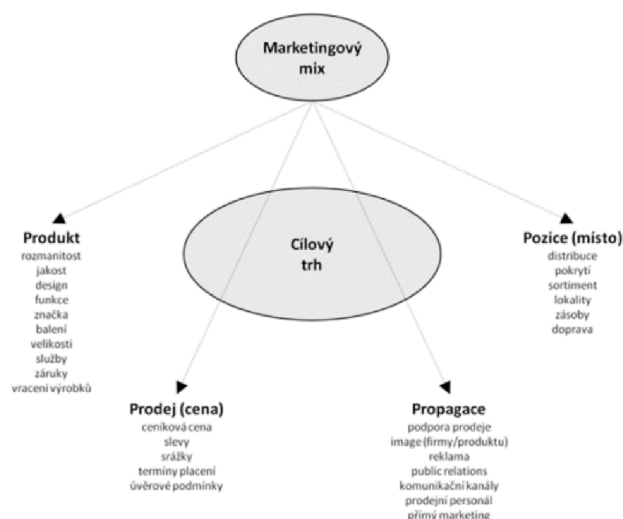 Marketingový
mix
Cílový
trh
Produkt
rozmanitost
jakost
design
funkce
značka
balení
velikosti
služby
záruky
vracení výrobků
Prodej (cena)
ceníková cena
slevy
srážky
termíny placení
úvěrové podmínky
Propagace
podpora prodeje
image (firmy/produktu)
reklama
public relations
komunikační kanály
prodejní personál
přímý marketing
Pozice (místo)
distribuce
pokrytí
sortiment
lokality
zásoby
doprava